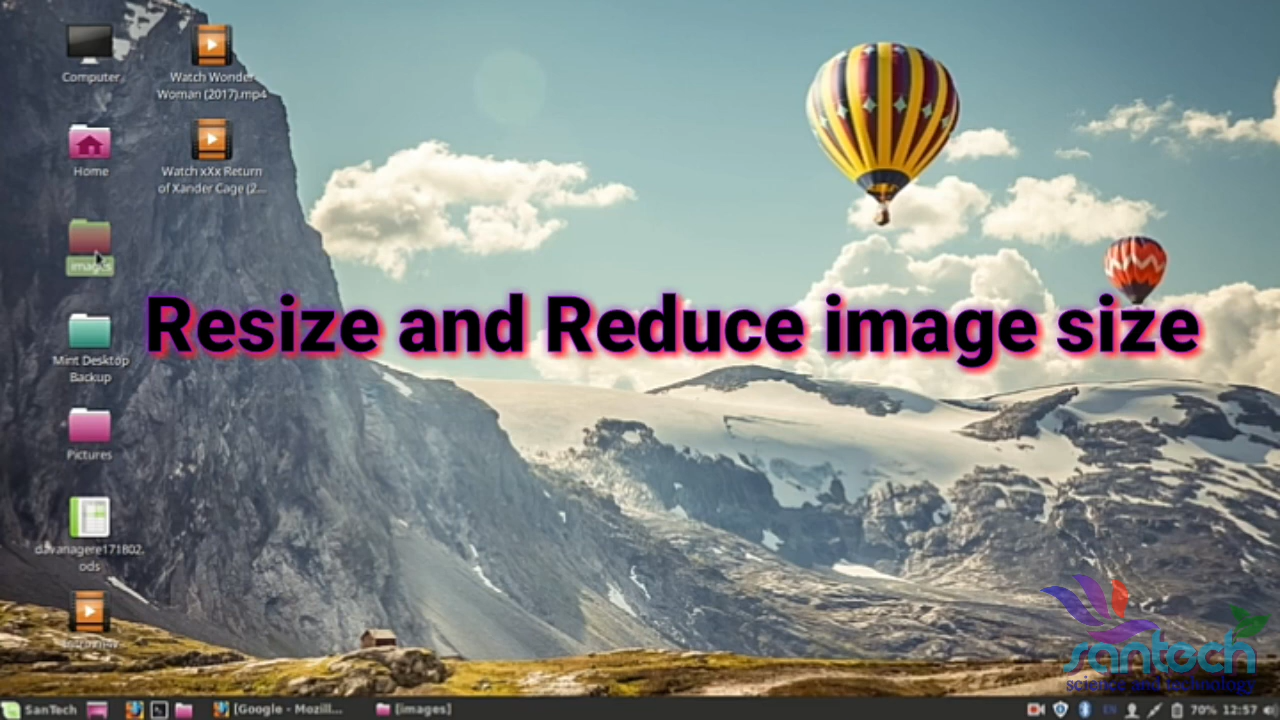 Computer
Watch Wonder
Woman (2017).mp4
Home
Watch xXx Return
of Xander Cage (2...
images
Resize and Reduce image size
Mint Desktop
Backup
Pictures
davanagere171802.
ods
santech
science and technology
SanTech
[Google - Mozill...
[images]
EN
70%
12:57